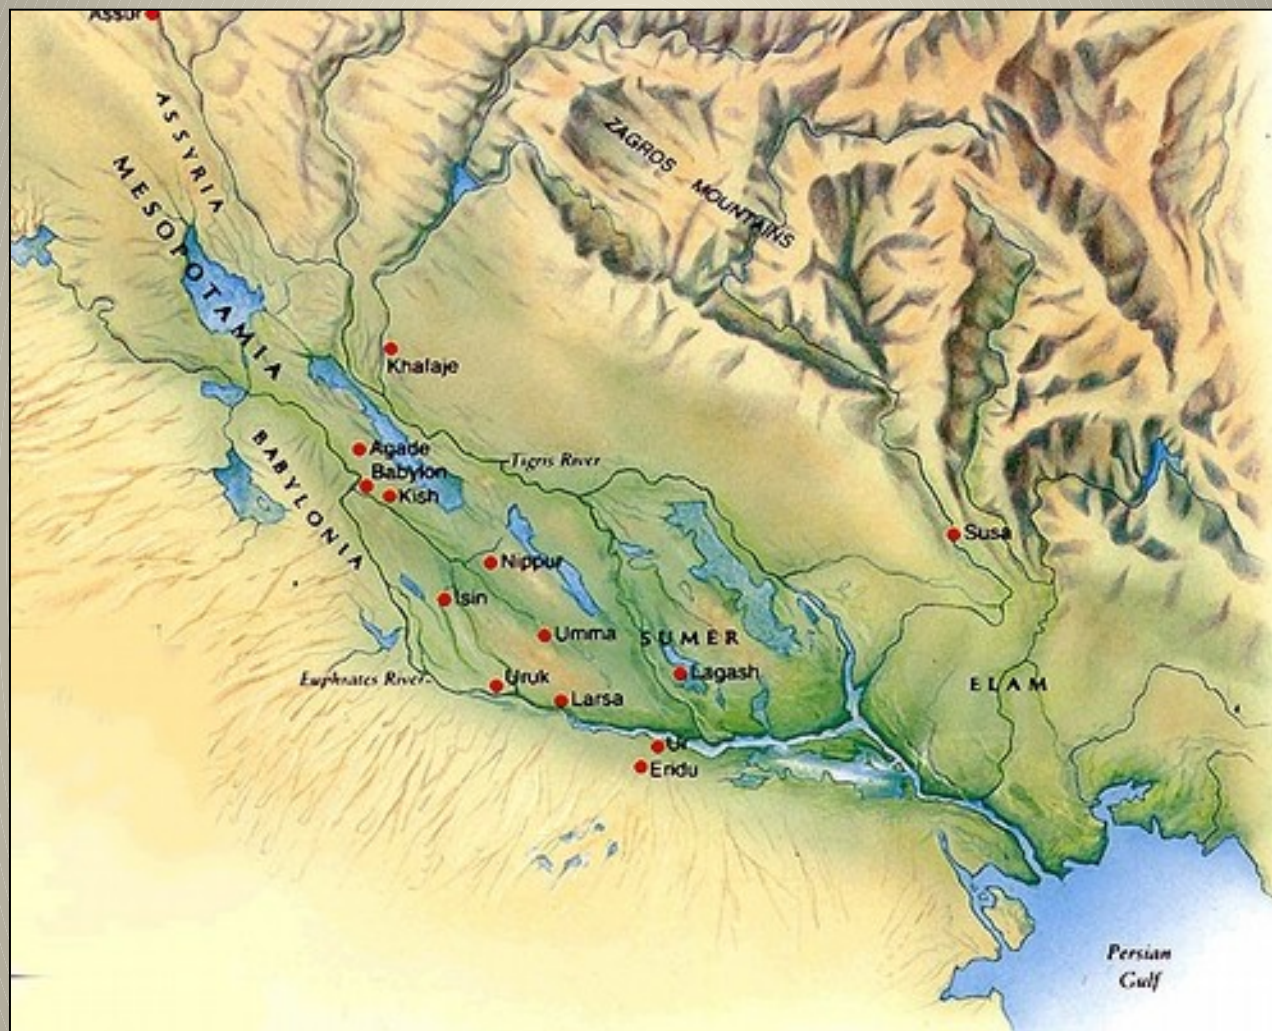 Assur
ASSYRIA
MESOPOTAMIA
ZAGROS
MOUNTAINS
Khafaje
BABYLONIA
Agade
Babylon
Kish
Tigris River
Susa
Nippur
Isin
Umma
SUMER
Lagash
Euphrates River
Uruk
Larsa
ELAM
Ur
Eridu
Persian
Gulf